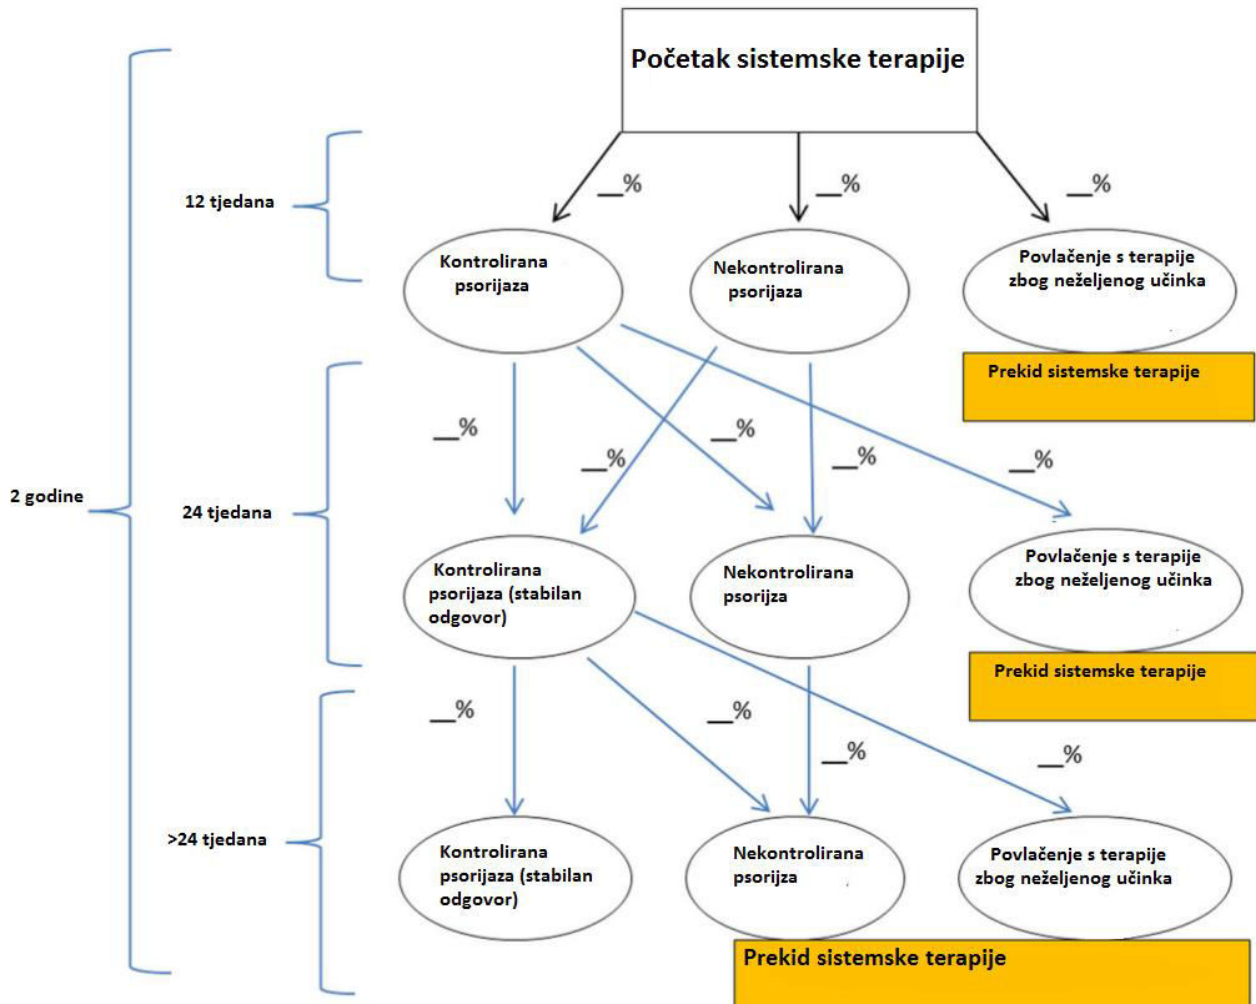 Početak sistemske terapije
12 tjedana
__%
__%
__%
Kontrolirana
psorijaza
Nekontrolirana
psorijaza
Povlačenje s terapije
zbog neželjenog učinka
Prekid sistemske terapije
2 godine
24 tjedana
__%
__%
__%
__%
__%
Kontrolirana
psorijaza (stabilan
odgovor)
Nekontrolirana
psorijza
Povlačenje s terapije
zbog neželjenog učinka
Prekid sistemske terapije
>24 tjedana
__%
__%
__%
__%
Kontrolirana
psorijaza (stabilan
odgovor)
Nekontrolirana
psorijza
Povlačenje s terapije
zbog neželjenog učinka
Prekid sistemske terapije